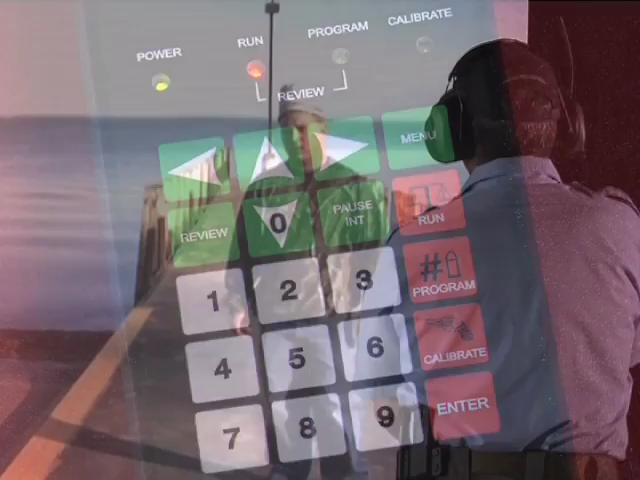 POWER RUN PROGRAM CALIBRATE
REVIEW
MENU
REVIEW 0 PAUSE INT RUN
1 2 3 # PROGRAM
4 5 6 CALIBRATE
7 8 9 ENTER